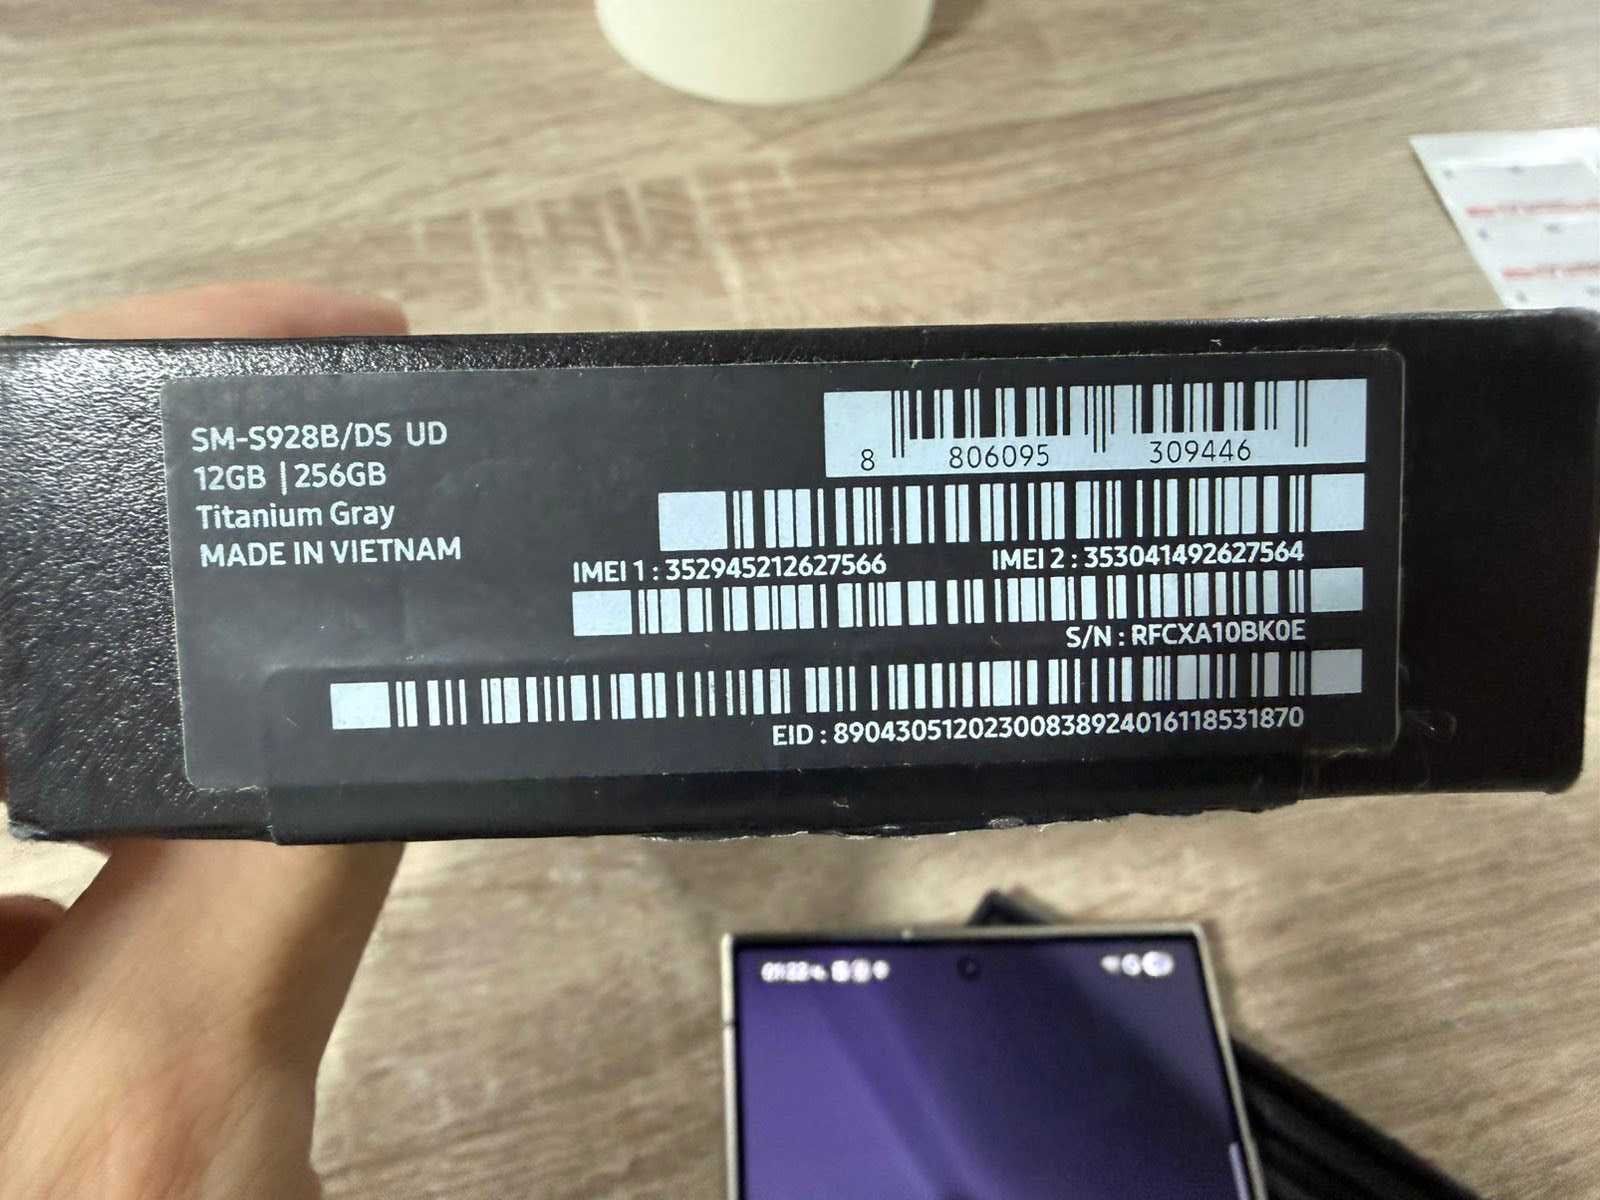 SM-S928B/DS UD
12GB | 256GB
Titanium Gray
MADE IN VIETNAM
8 806095 309446
IMEI 1 : 352945212627566 IMEI 2 : 353041492627564
S/N : RFCXA10BK0E
EID : 89043051202300838924016118531870